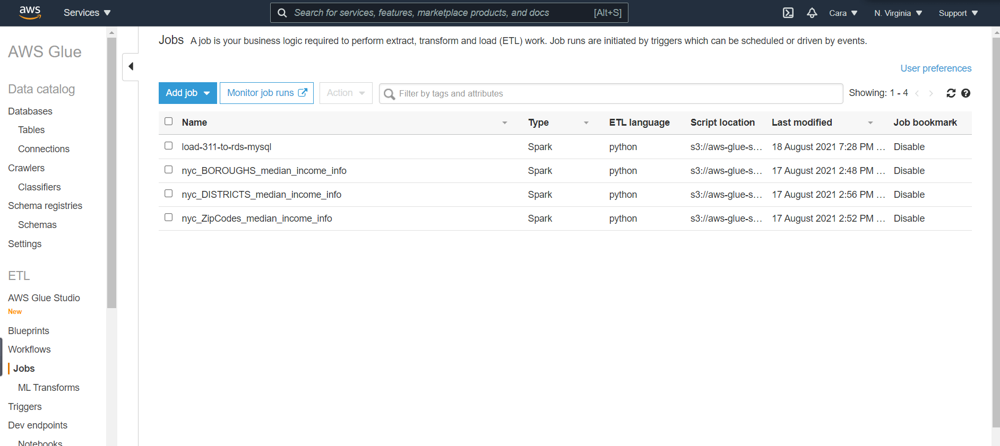 aws
Services
Search for services, features, marketplace products, and docs [Alt+S]
Cara
N. Virginia
Support
AWS Glue
Data catalog
Databases
Tables
Connections
Crawlers
Classifiers
Schema registries
Schemas
Settings
ETL
AWS Glue Studio
New
Blueprints
Workflows
Jobs
ML Transforms
Triggers
Dev endpoints
Notebooks
Jobs A job is your business logic required to perform extract, transform and load (ETL) work. Job runs are initiated by triggers which can be scheduled or driven by events.
User preferences
Add job Monitor job runs Action Filter by tags and attributes Showing: 1 - 4
Name Type ETL language Script location Last modified Job bookmark
load-311-to-rds-mysql Spark python s3://aws-glue-s... 18 August 2021 7:28 PM ... Disable
nyc_BOROUGHS_median_income_info Spark python s3://aws-glue-s... 17 August 2021 2:48 PM ... Disable
nyc_DISTRICTS_median_income_info Spark python s3://aws-glue-s... 17 August 2021 2:56 PM ... Disable
nyc_ZipCodes_median_income_info Spark python s3://aws-glue-s... 17 August 2021 2:52 PM ... Disable